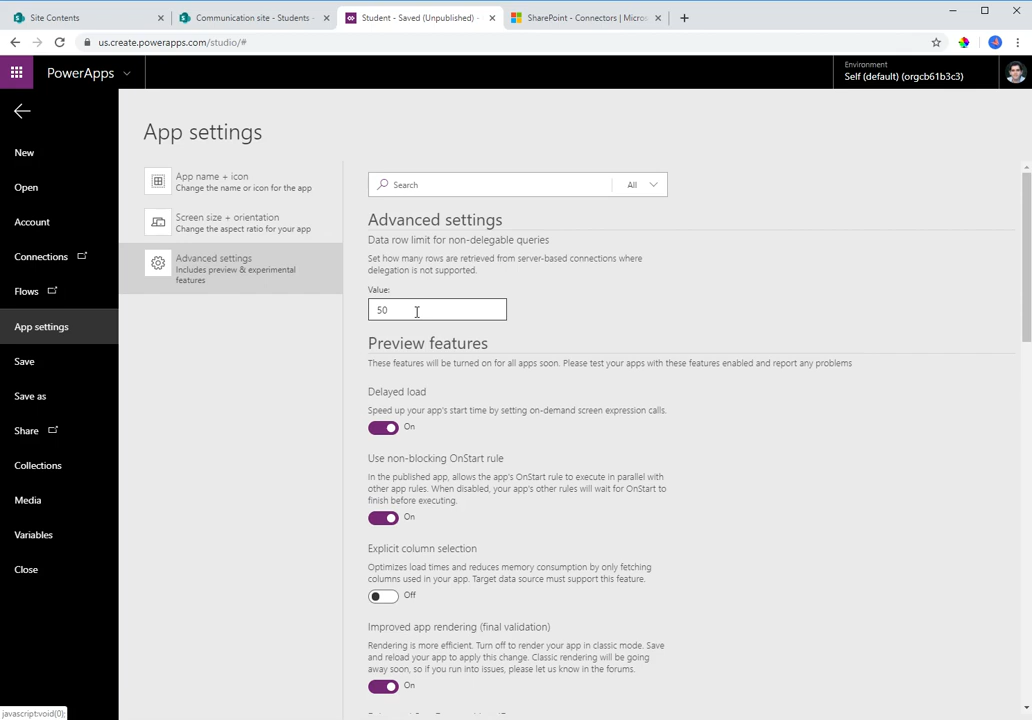 Site Contents
Communication site - Students -
Student - Saved (Unpublished) -
SharePoint - Connectors | Micros
us.create.powerapps.com/studio/#
PowerApps
Environment
Self (default) (orgcb61b3c3)
New
Open
Account
Connections
Flows
App settings
Save
Save as
Share
Collections
Media
Variables
Close
App settings
App name + icon
Change the name or icon for the app
Screen size + orientation
Change the aspect ratio for your app
Advanced settings
Includes preview & experimental
features
Search
All
Advanced settings
Data row limit for non-delegable queries
Set how many rows are retrieved from server-based connections where
delegation is not supported.
Value:
50
Preview features
These features will be turned on for all apps soon. Please test your apps with these features enabled and report any problems
Delayed load
Speed up your app's start time by setting on-demand screen expression calls.
On
Use non-blocking OnStart rule
In the published app, allows the app's OnStart rule to execute in parallel with
other app rules. When disabled, your app's other rules will wait for OnStart to
finish before executing.
On
Explicit column selection
Optimizes load times and reduces memory consumption by only fetching
columns used in your app. Target data source must support this feature.
Off
Improved app rendering (final validation)
Rendering is more efficient. Turn off to render your app in classic mode. Save
and reload your app to apply this change. Classic rendering will be going
away soon, so if you run into issues, please let us know in the forums.
On
javascript:void(0);